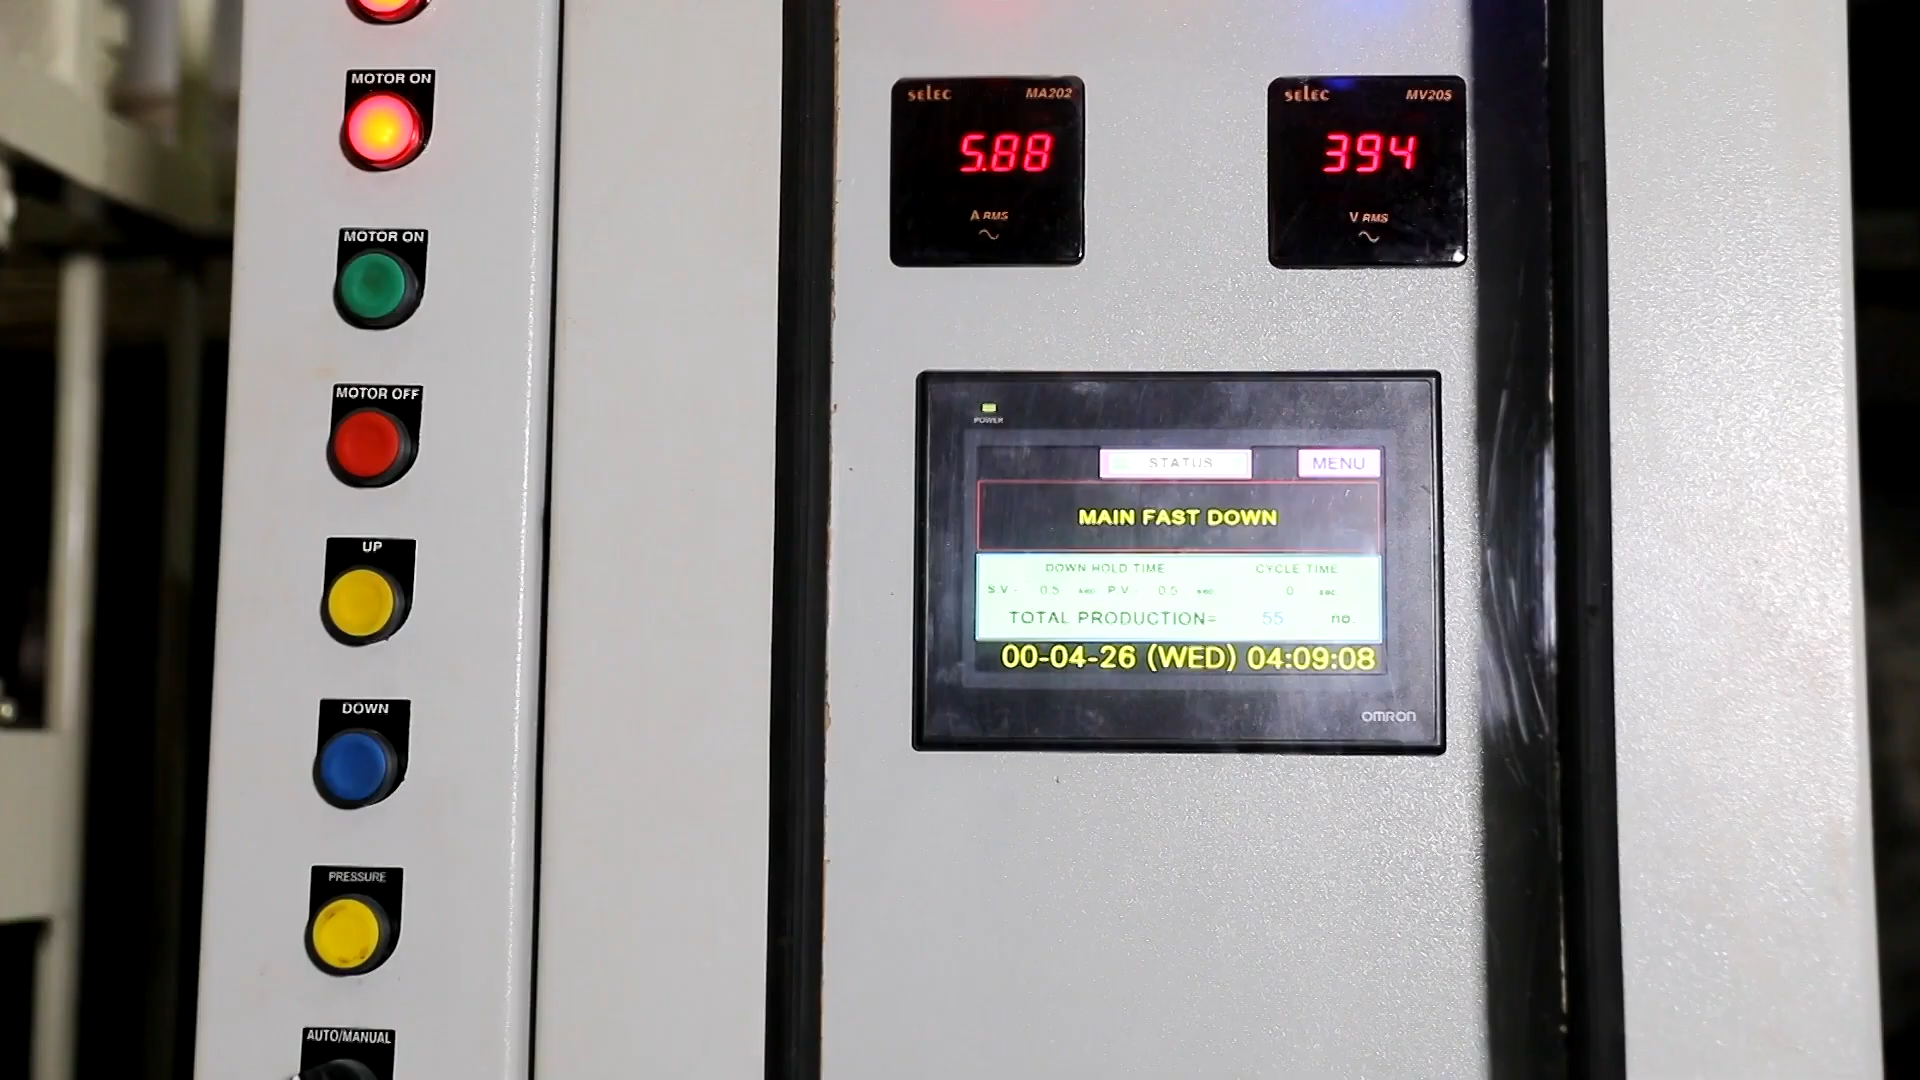 MOTOR ON
MOTOR ON
MOTOR OFF
UP
DOWN
PRESSURE
AUTO/MANUAL
selec MA202
5.88
A RMS
selec MV205
394
V RMS
POWER
STATUS MENU
MAIN FAST DOWN
DOWN HOLD TIME CYCLE TIME
S V - 0.5 sec P V - 0.5 sec 0 sec
TOTAL PRODUCTION= 55 no.
00-04-26 (WED) 04:09:08
OMRON